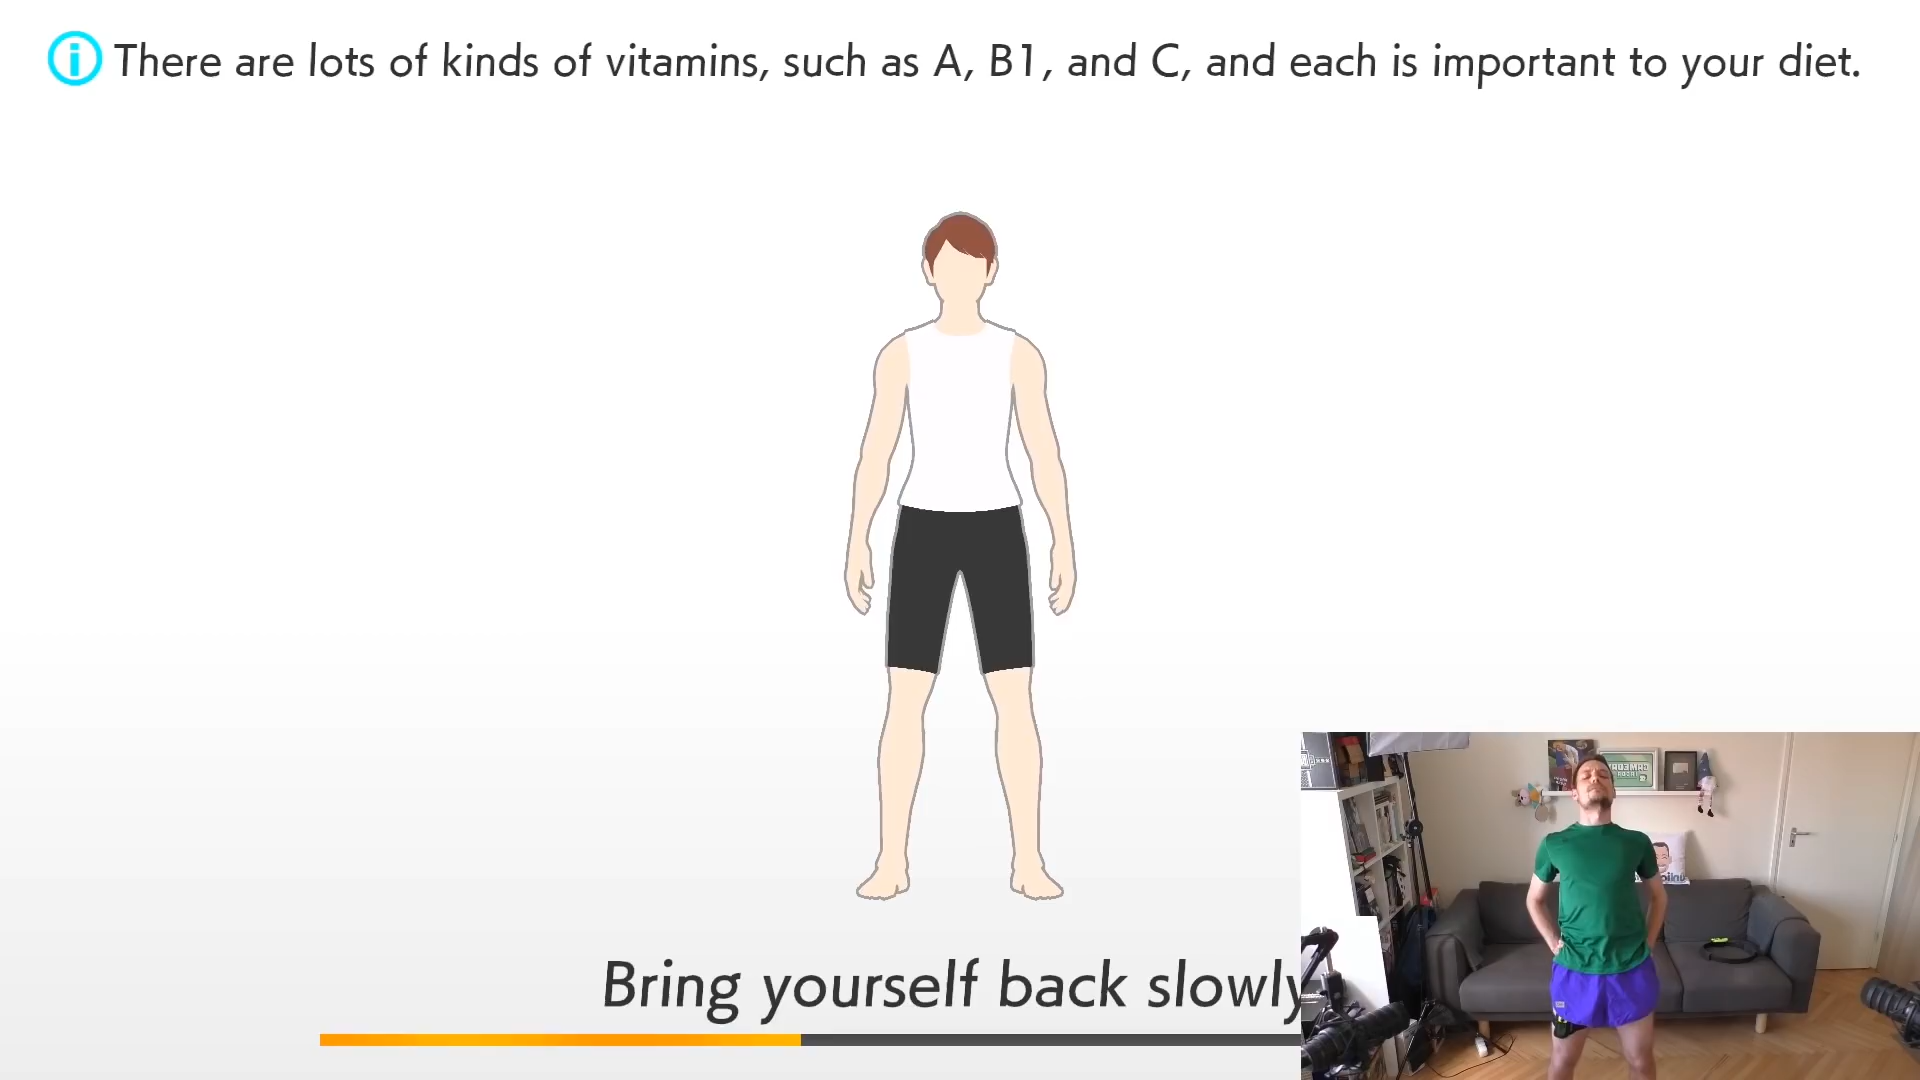 There are lots of kinds of vitamins, such as A, B1, and C, and each is important to your diet.
Bring yourself back slowly